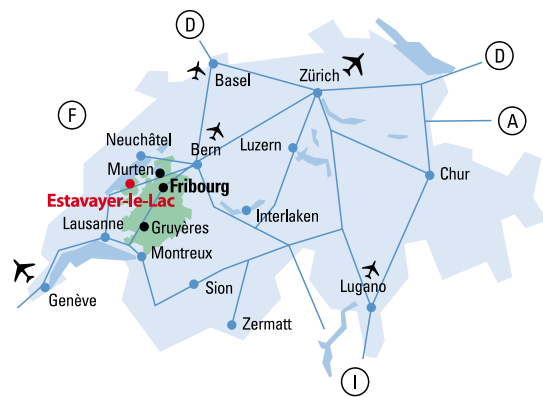 D
D
Basel
Zürich
F
A
Neuchâtel
Bern
Luzern
Murten
Chur
Fribourg
Estavayer-le-Lac
Interlaken
Lausanne
Gruyères
Montreux
Lugano
Sion
Genève
Zermatt
I